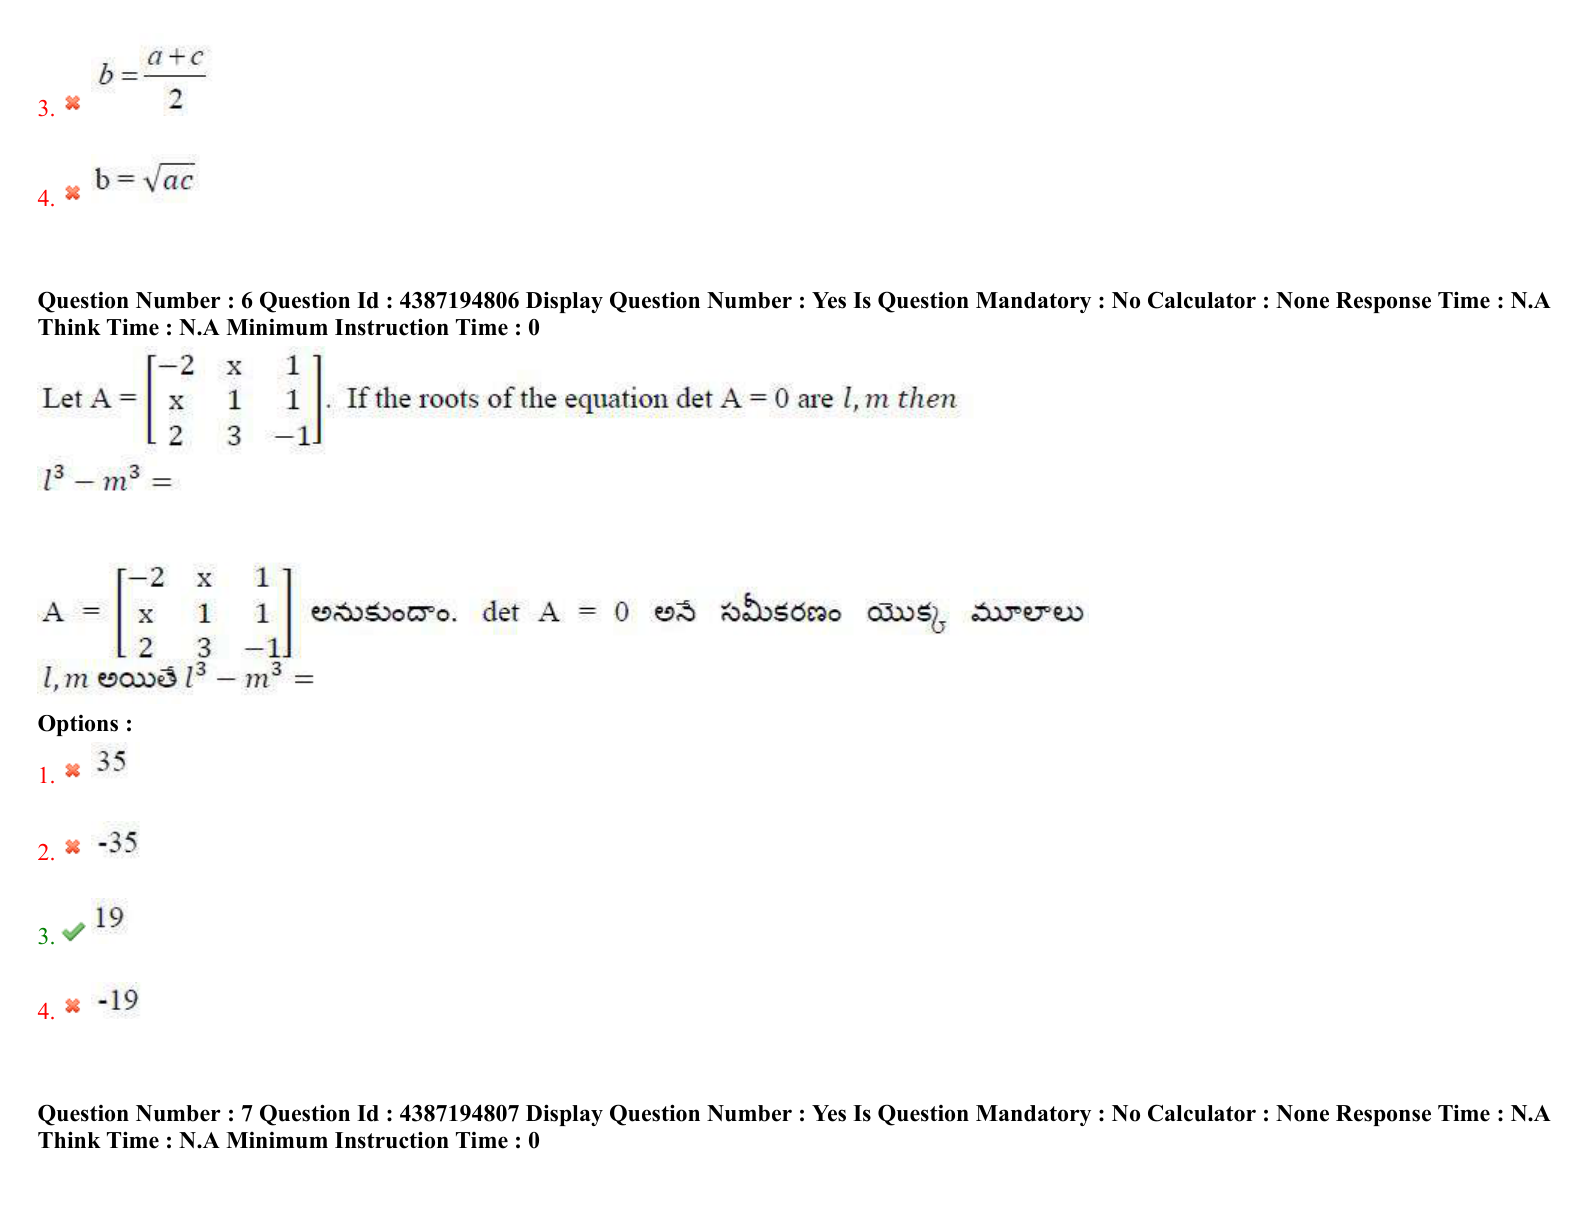 3. b = \frac{a+c}{2}
4. b = \sqrt{ac}
Question Number : 6 Question Id : 4387194806 Display Question Number : Yes Is Question Mandatory : No Calculator : None Response Time : N.A
Think Time : N.A Minimum Instruction Time : 0
Let A = \begin{bmatrix} -2 & x & 1 \\ x & 1 & 1 \\ 2 & 3 & -1 \end{bmatrix}. If the roots of the equation det A = 0 are l, m then
l³ − m³ =
A = \begin{bmatrix} -2 & x & 1 \\ x & 1 & 1 \\ 2 & 3 & -1 \end{bmatrix} అనుకుందాం. det A = 0 అనే సమీకరణం యొక్క మూలాలు
l, m అయితే l³ − m³ =
Options :
1. 35
2. -35
3. 19
4. -19
Question Number : 7 Question Id : 4387194807 Display Question Number : Yes Is Question Mandatory : No Calculator : None Response Time : N.A
Think Time : N.A Minimum Instruction Time : 0